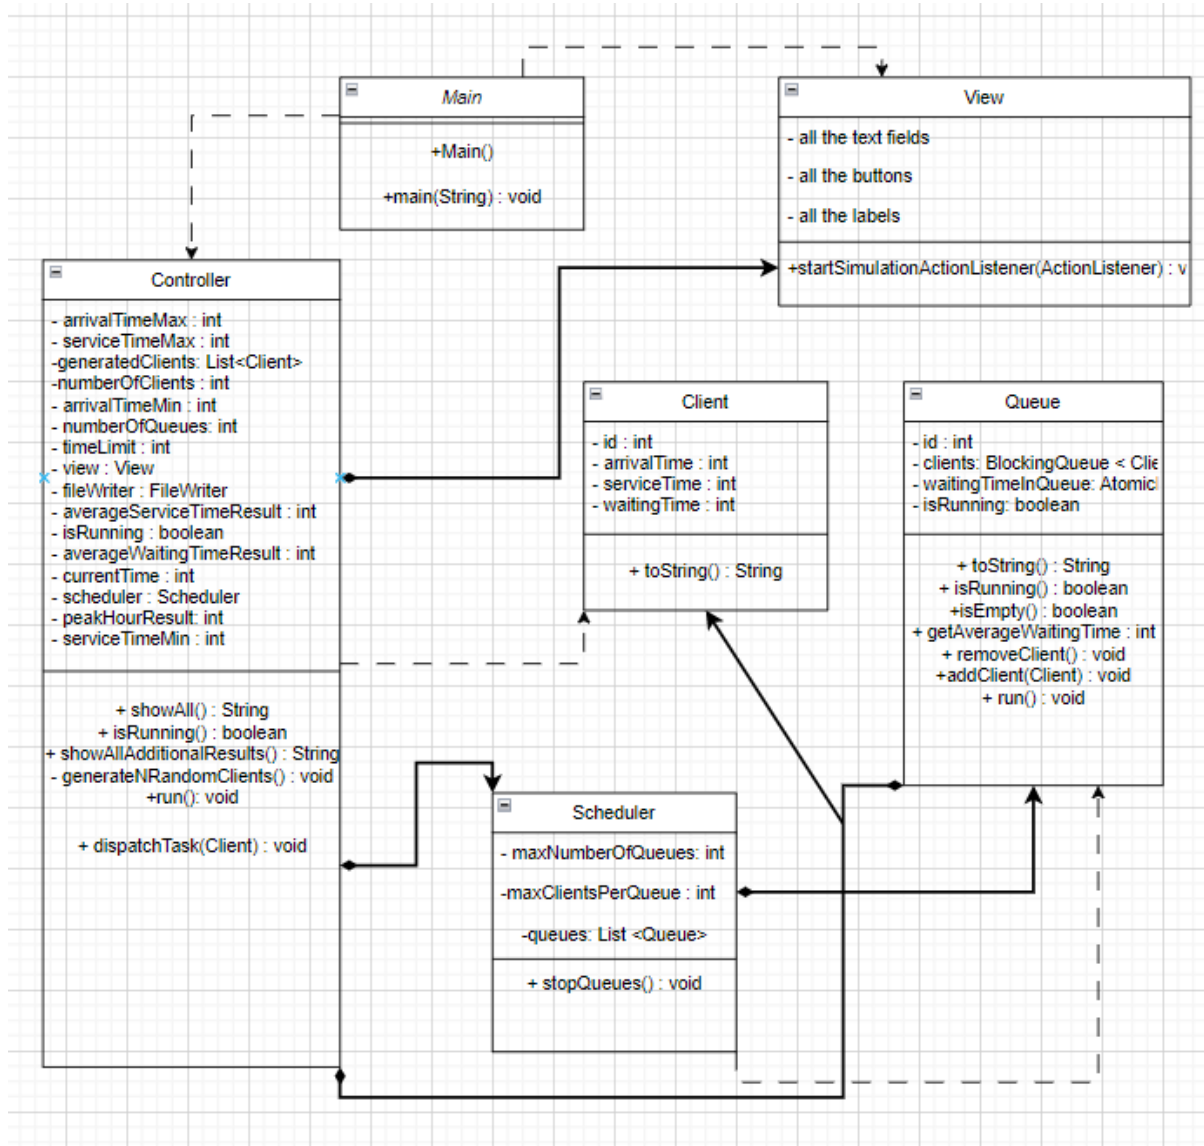 Main
+Main()
+main(String) : void
View
- all the text fields
- all the buttons
- all the labels
+startSimulationActionListener(ActionListener) : v
Controller
- arrivalTimeMax : int
- serviceTimeMax : int
-generatedClients: List<Client>
-numberOfClients : int
- arrivalTimeMin : int
- numberOfQueues: int
- timeLimit : int
- view : View
- fileWriter : FileWriter
- averageServiceTimeResult : int
- isRunning : boolean
- averageWaitingTimeResult : int
- currentTime : int
- scheduler : Scheduler
- peakHourResult: int
- serviceTimeMin : int
+ showAll() : String
+ isRunning() : boolean
+ showAllAdditionalResults() : String
- generateNRandomClients() : void
+run(): void
+ dispatchTask(Client) : void
Client
- id : int
- arrivalTime : int
- serviceTime : int
- waitingTime : int
+ toString() : String
Queue
- id : int
- clients: BlockingQueue < Clie
- waitingTimeInQueue: AtomicI
- isRunning: boolean
+ toString() : String
+ isRunning() : boolean
+isEmpty() : boolean
+ getAverageWaitingTime : int
+ removeClient() : void
+addClient(Client) : void
+ run() : void
Scheduler
- maxNumberOfQueues: int
-maxClientsPerQueue : int
-queues: List <Queue>
+ stopQueues() : void